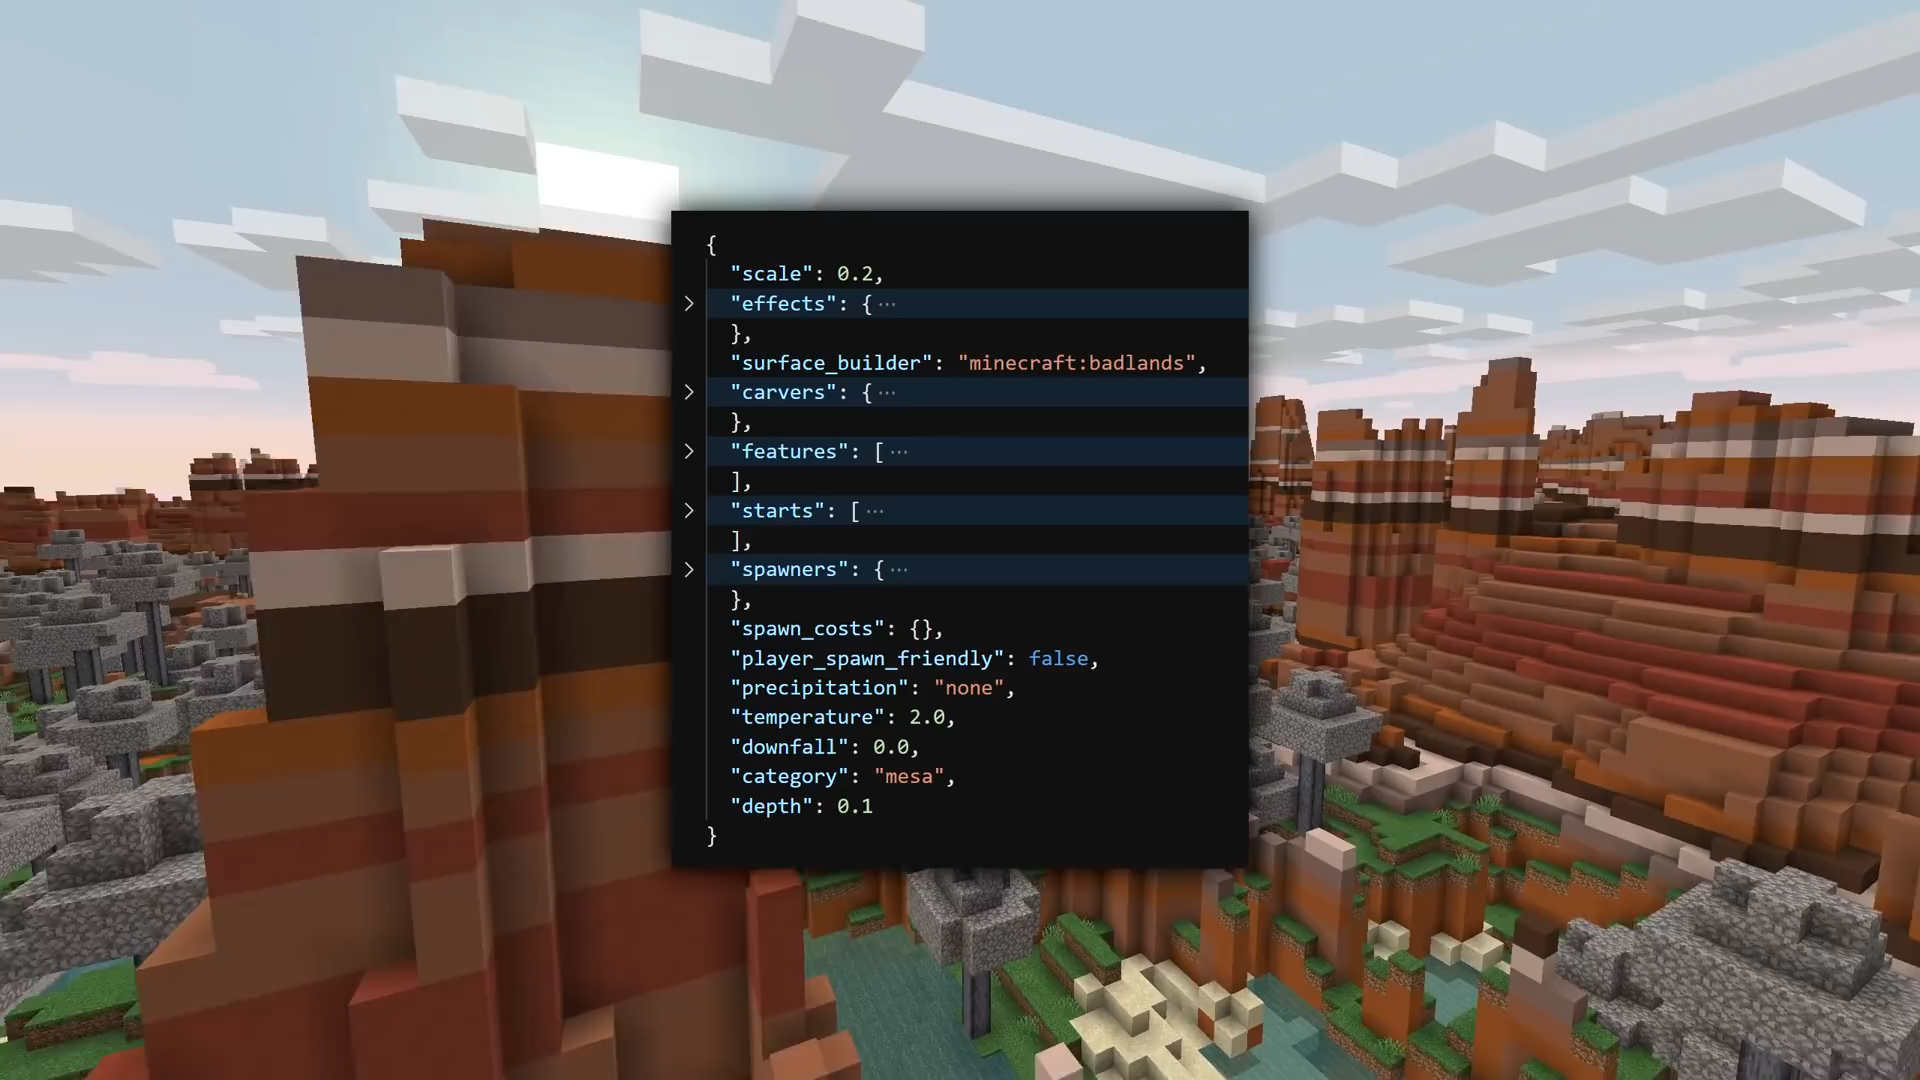 {
"scale": 0.2,
"effects": { ···
},
"surface_builder": "minecraft:badlands",
"carvers": { ···
},
"features": [ ···
],
"starts": [ ···
],
"spawners": { ···
},
"spawn_costs": {},
"player_spawn_friendly": false,
"precipitation": "none",
"temperature": 2.0,
"downfall": 0.0,
"category": "mesa",
"depth": 0.1
}